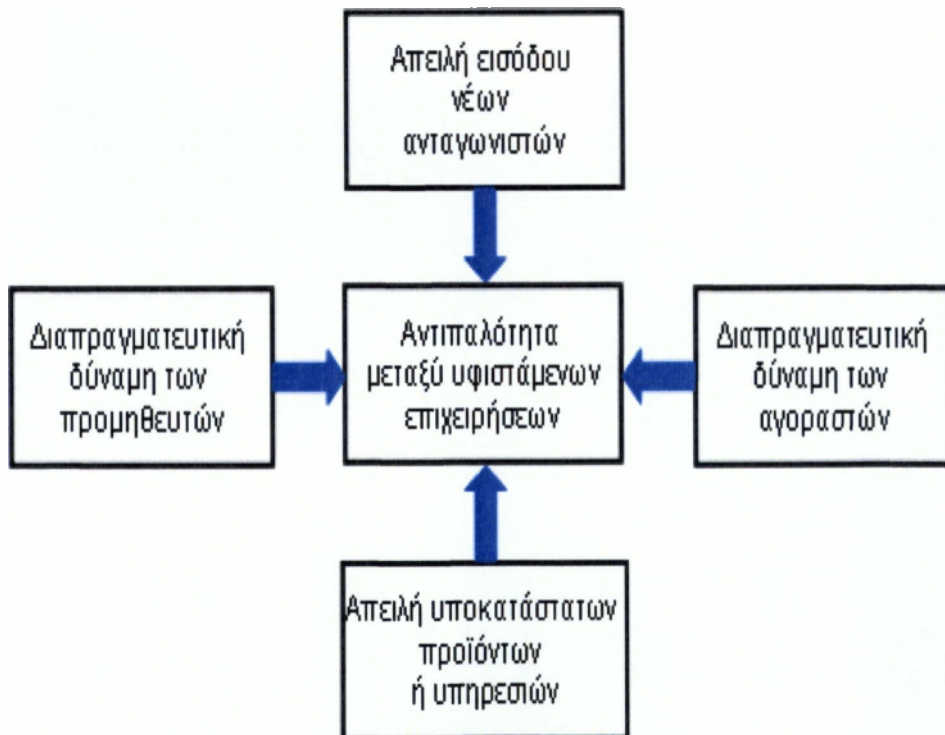 Απειλή εισόδου
νέων
ανταγωνιστών
Διαπραγματευτική
δύναμη των
προμηθευτών
Αντιπαλότητα
μεταξύ υφιστάμενων
επιχειρήσεων
Διαπραγματευτική
δύναμη των
αγοραστών
Απειλή υποκατάστατων
προϊόντων
ή υπηρεσιών